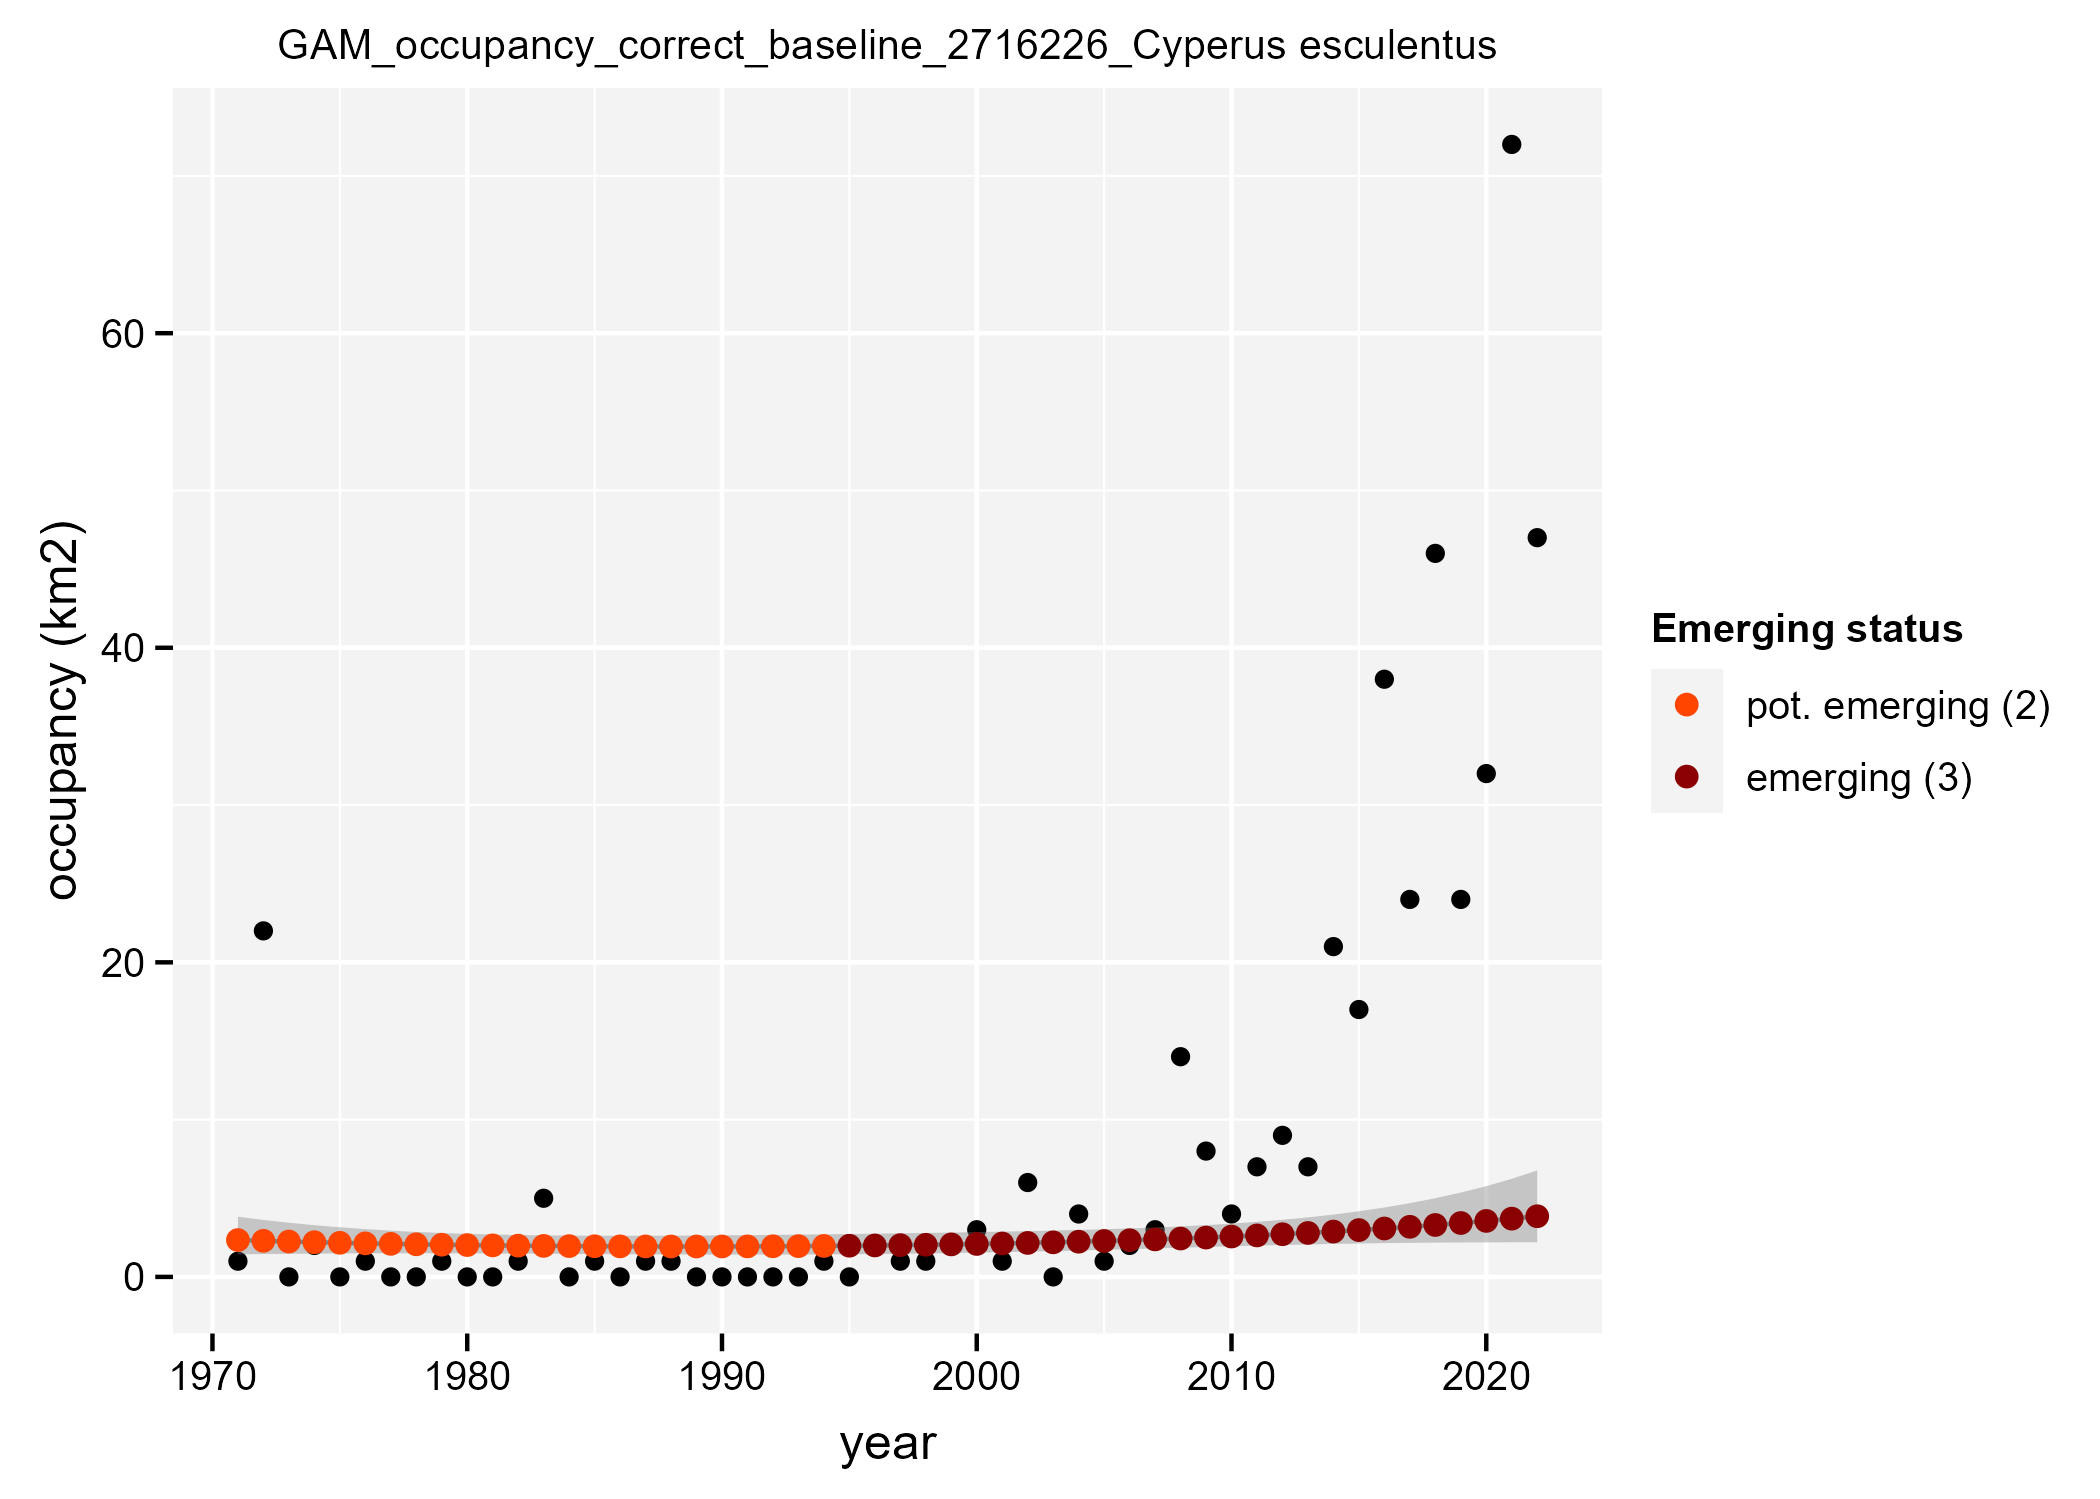 GAM_occupancy_correct_baseline_2716226_Cyperus esculentus
occupancy (km2)
60
40
20
0
1970 1980 1990 2000 2010 2020
year
Emerging status
pot. emerging (2)
emerging (3)